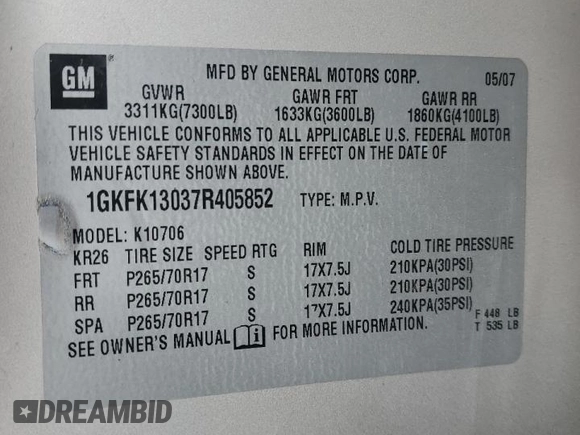 GM
MFD BY GENERAL MOTORS CORP. 05/07
GVWR GAWR FRT GAWR RR
3311KG(7300LB) 1633KG(3600LB) 1860KG(4100LB)
THIS VEHICLE CONFORMS TO ALL APPLICABLE U.S. FEDERAL MOTOR
VEHICLE SAFETY STANDARDS IN EFFECT ON THE DATE OF
MANUFACTURE SHOWN ABOVE.
1GKFK13037R405852 TYPE: M.P.V.
MODEL: K10706
KR26 TIRE SIZE SPEED RTG RIM COLD TIRE PRESSURE
FRT P265/70R17 S 17X7.5J 210KPA(30PSI)
RR P265/70R17 S 17X7.5J 210KPA(30PSI)
SPA P265/70R17 S 17X7.5J 240KPA(35PSI)
F 448 LB
T 535 LB
SEE OWNER'S MANUAL i FOR MORE INFORMATION.
DREAMBID